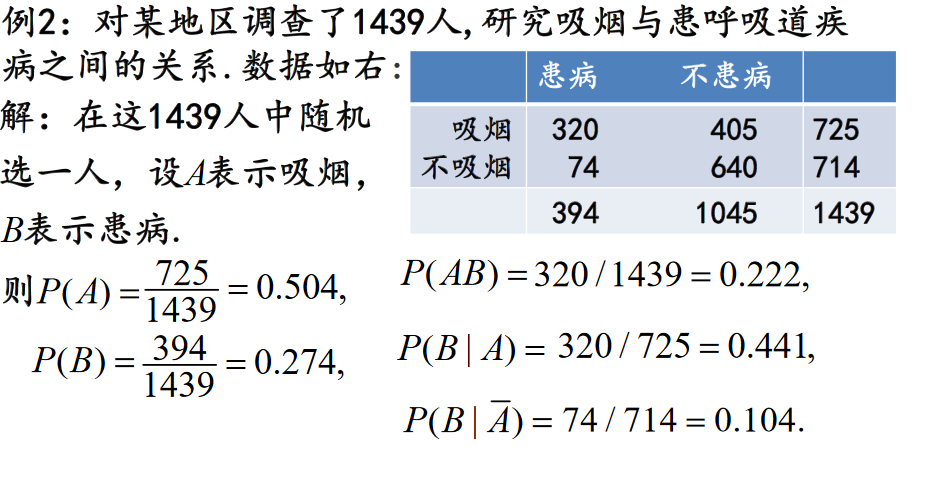 例2：对某地区调查了1439人,研究吸烟与患呼吸道疾
病之间的关系.数据如右：
患病 不患病
吸烟 320 405 725
不吸烟 74 640 714
394 1045 1439
解：在这1439人中随机
选一人，设A表示吸烟，
B表示患病.
则P(A)=725/1439=0.504,
P(B)=394/1439=0.274,
P(AB)=320/1439=0.222,
P(B|A)=320/725=0.441,
P(B|A̅)=74/714=0.104.